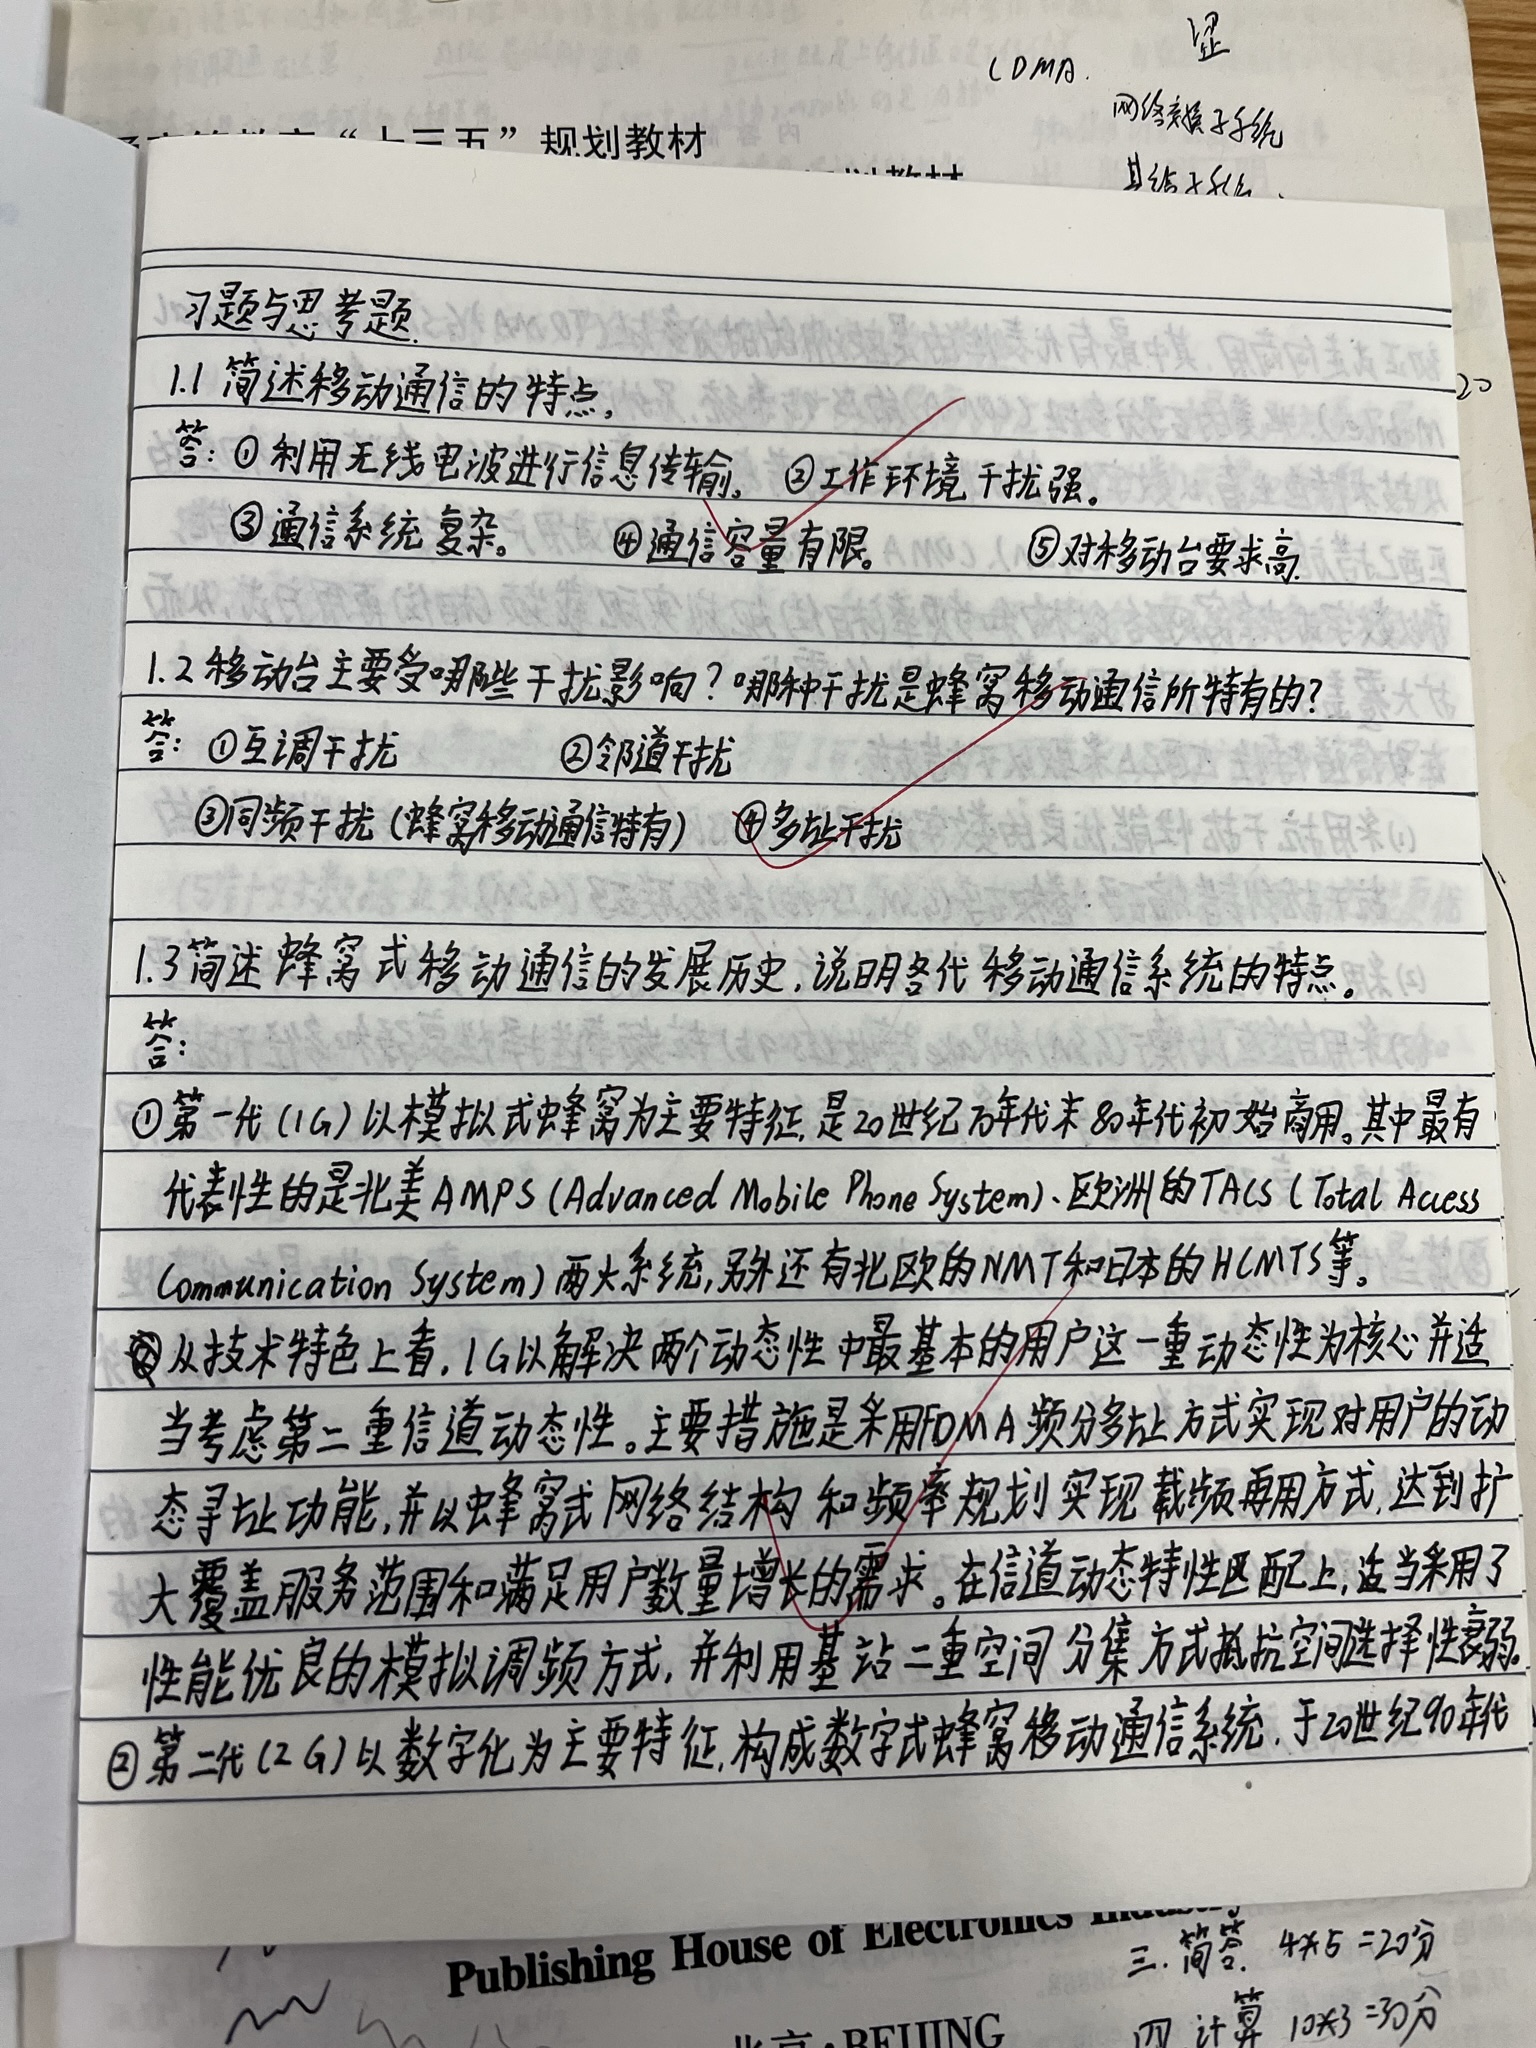 CDMA.
网络交换子系统
"十三五"规划教材
习题与思考题.
1.1 简述移动通信的特点,
答: ①利用无线电波进行信息传输。 ②工作环境干扰强。
③通信系统复杂。 ④通信容量有限。 ⑤对移动台要求高.
1.2 移动台主要受哪些干扰影响?哪种干扰是蜂窝移动通信所特有的?
答: ①互调干扰 ②邻道干扰
③同频干扰(蜂窝移动通信特有) ④多址干扰
1.3 简述蜂窝式移动通信的发展历史,说明各代移动通信系统的特点。
答:
①第一代(1G)以模拟式蜂窝为主要特征,是20世纪70年代末80年代初始商用。其中最有
代表性的是北美AMPS(Advanced Mobile Phone System)、欧洲的TACS(Total Access
Communication System)两大系统,另外还有北欧的NMT和日本的HCMTS等。
从技术特色上看,1G以解决两个动态性中最基本的用户这一重动态性为核心并适
当考虑第二重信道动态性。主要措施是采用FDMA频分多址方式实现对用户的动
态寻址功能,并以蜂窝式网络结构和频率规划实现载频再用方式,达到扩
大覆盖服务范围和满足用户数量增长的需求。在信道动态特性匹配上,适当采用了
性能优良的模拟调频方式,并利用基站二重空间分集方式抵抗空间选择性衰弱。
②第二代(2G)以数字化为主要特征,构成数字式蜂窝移动通信系统,于20世纪90年代
Publishing House of Electronics Industry
三.简答. 4*5=20分
北京·BEIJING
四 计算 10*3=30分